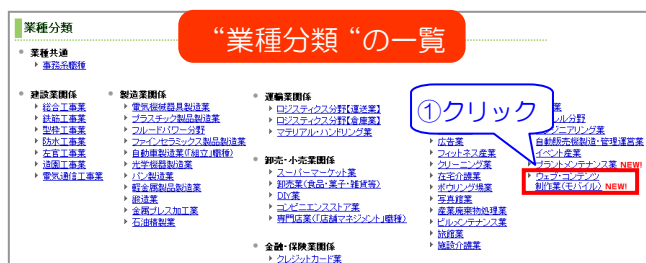 業種分類
“業種分類 “の一覧
業種共通
事務系職種
建設業関係
総合工事業
鉄筋工事業
型枠工事業
防水工事業
左官工事業
造園工事業
電気通信工事業
製造業関係
電気機械器具製造業
プラスチック製品製造業
フルードパワー分野
ファインセラミックス製品製造業
自動車製造業(「組立」職種)
光学機器製造業
パン製造業
軽金属製品製造業
鍛造業
金属プレス加工業
石油精製業
運輸業関係
ロジスティクス分野【運送業】
ロジスティクス分野【倉庫業】
マテリアル・ハンドリング業
卸売・小売業関係
スーパーマーケット業
卸売業(食品・菓子・雑貨等)
DIY業
コンビニエンスストア業
専門店業(「店舗マネジメント」職種)
金融・保険業関係
クレジットカード業
①クリック
広告業
フィットネス産業
クリーニング業
在宅介護業
ボウリング場業
写真館業
産業廃棄物処理業
ビルメンテナンス業
旅館業
施設介護業
業
ル分野
ニアリング業
自動販売機製造・管理運営業
イベント産業
プラントメンテナンス業 NEW!
ウェブ・コンテンツ
制作業(モバイル) NEW!